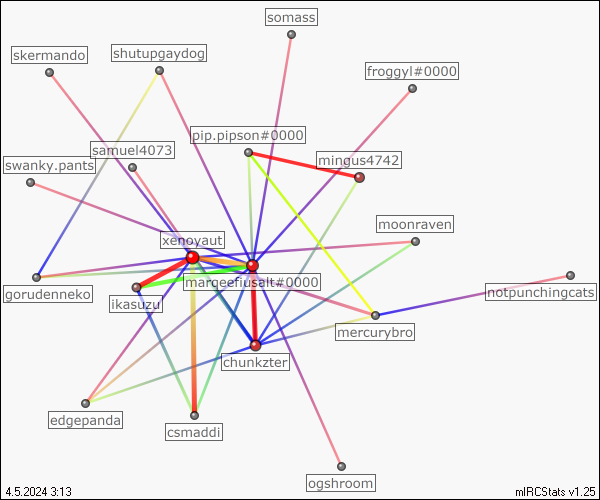 somass
skermando
shutupgaydog
froggyl#0000
pip.pipson#0000
samuel4073
mingus4742
swanky.pants
moonraven
xenoyaut
margefiusalt#0000
gorudenneko
ikasuzu
notpunchingcats
mercurybro
chunkzter
edgepanda
csmaddi
ogshroom
4.5.2024 3:13
mIRCStats v1.25